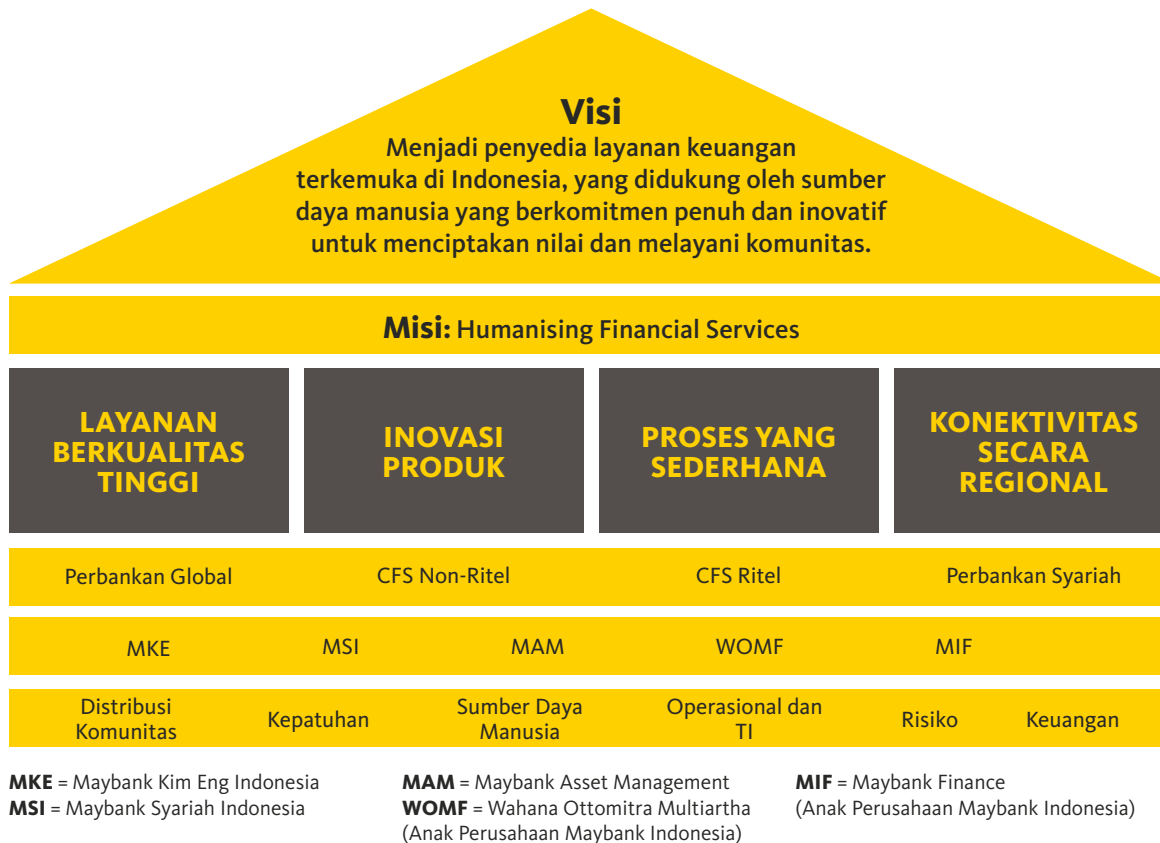 Visi
Menjadi penyedia layanan keuangan
terkemuka di Indonesia, yang didukung oleh sumber
daya manusia yang berkomitmen penuh dan inovatif
untuk menciptakan nilai dan melayani komunitas.
Misi: Humanising Financial Services
LAYANAN
BERKUALITAS
TINGGI
INOVASI
PRODUK
PROSES YANG
SEDERHANA
KONEKTIVITAS
SECARA
REGIONAL
Perbankan Global
CFS Non-Ritel
CFS Ritel
Perbankan Syariah
MKE
MSI
MAM
WOMF
MIF
Distribusi
Komunitas
Kepatuhan
Sumber Daya
Manusia
Operasional dan
TI
Risiko
Keuangan
MKE = Maybank Kim Eng Indonesia
MSI = Maybank Syariah Indonesia
MAM = Maybank Asset Management
WOMF = Wahana Ottomitra Multiartha
(Anak Perusahaan Maybank Indonesia)
MIF = Maybank Finance
(Anak Perusahaan Maybank Indonesia)